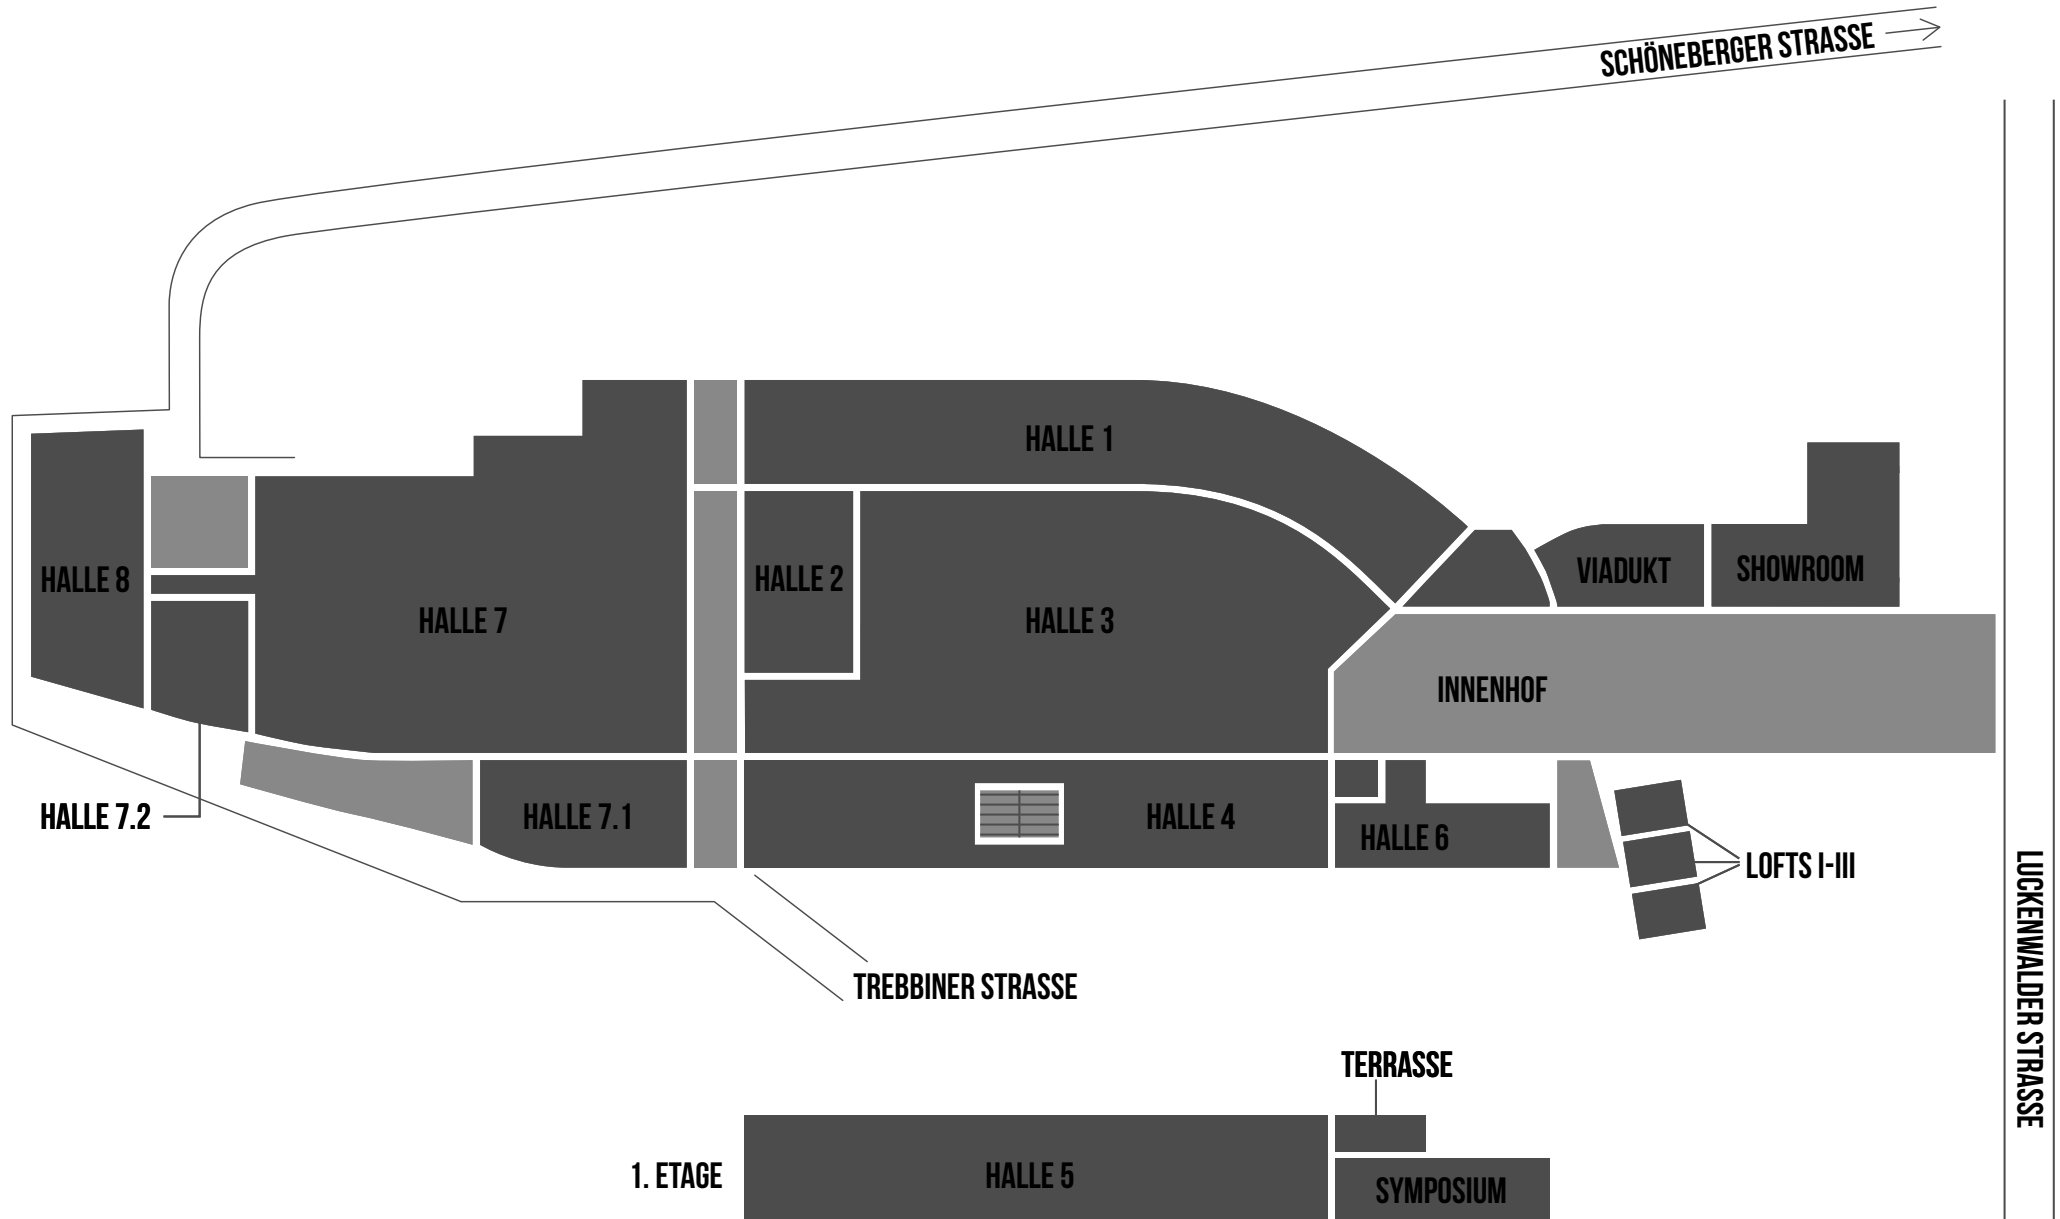 SCHÖNEBERGER STRASSE
HALLE 1
HALLE 8
HALLE 7
HALLE 2
HALLE 3
VIADUKT
SHOWROOM
INNENHOF
HALLE 7.2
HALLE 7.1
HALLE 4
HALLE 6
LOFTS I-III
LUCKENWALDER STRASSE
TREBBINER STRASSE
TERRASSE
1. ETAGE
HALLE 5
SYMPOSIUM